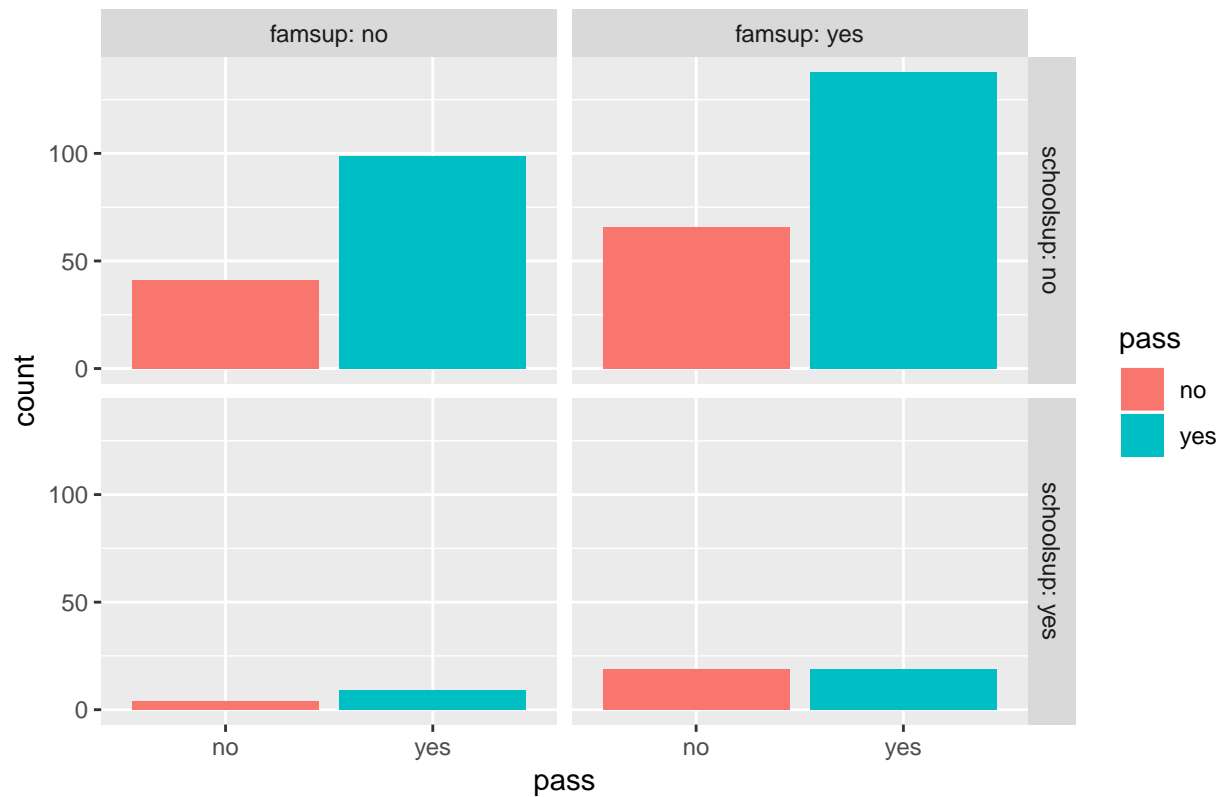 famsup: no
famsup: yes
100
50
0
schoolsup: no
100
50
0
schoolsup: yes
count
no
yes
no
yes
pass
pass
no
yes